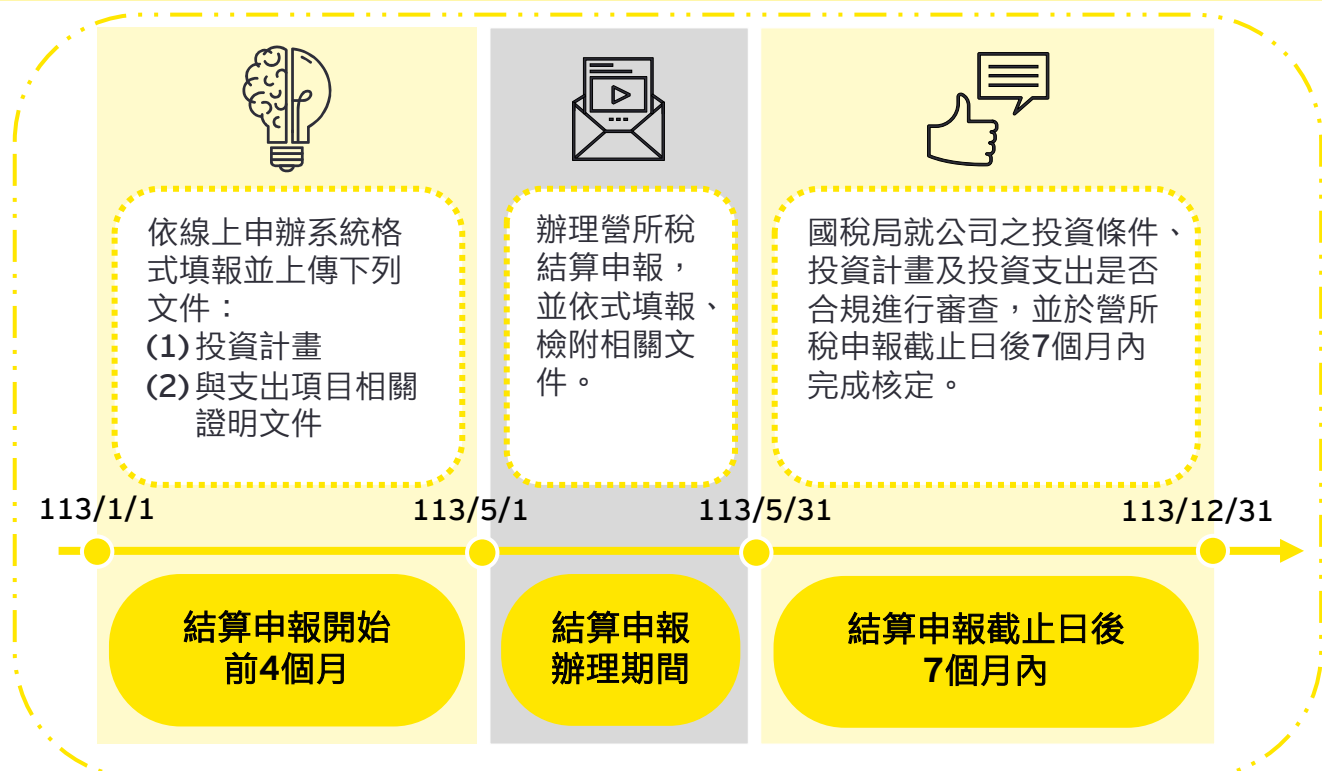 依線上申辦系統格
式填報並上傳下列
文件：
(1)投資計畫
(2)與支出項目相關
證明文件
辦理營所稅
結算申報，
並依式填報、
檢附相關文
件。
國稅局就公司之投資條件、
投資計畫及投資支出是否
合規進行審查，並於營所
稅申報截止日後7個月內
完成核定。
113/1/1
113/5/1
113/5/31
113/12/31
結算申報開始
前4個月
結算申報
辦理期間
結算申報截止日後
7個月內